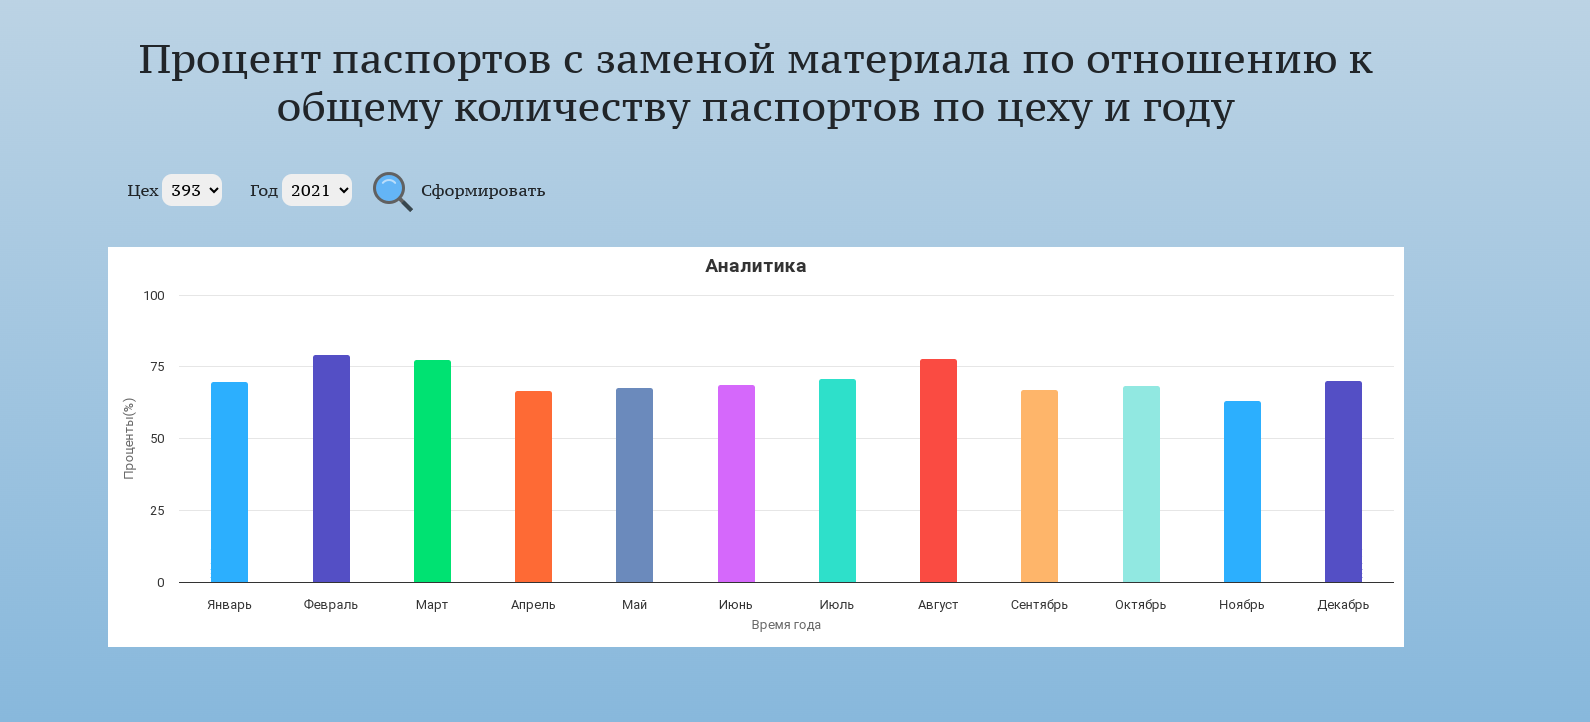 Процент паспортов с заменой материала по отношению к
общему количеству паспортов по цеху и году
Цех 393 Год 2021 Сформировать
Аналитика
100
75
50
25
0
Проценты(%)
Январь Февраль Март Апрель Май Июнь Июль Август Сентябрь Октябрь Ноябрь Декабрь
Время года